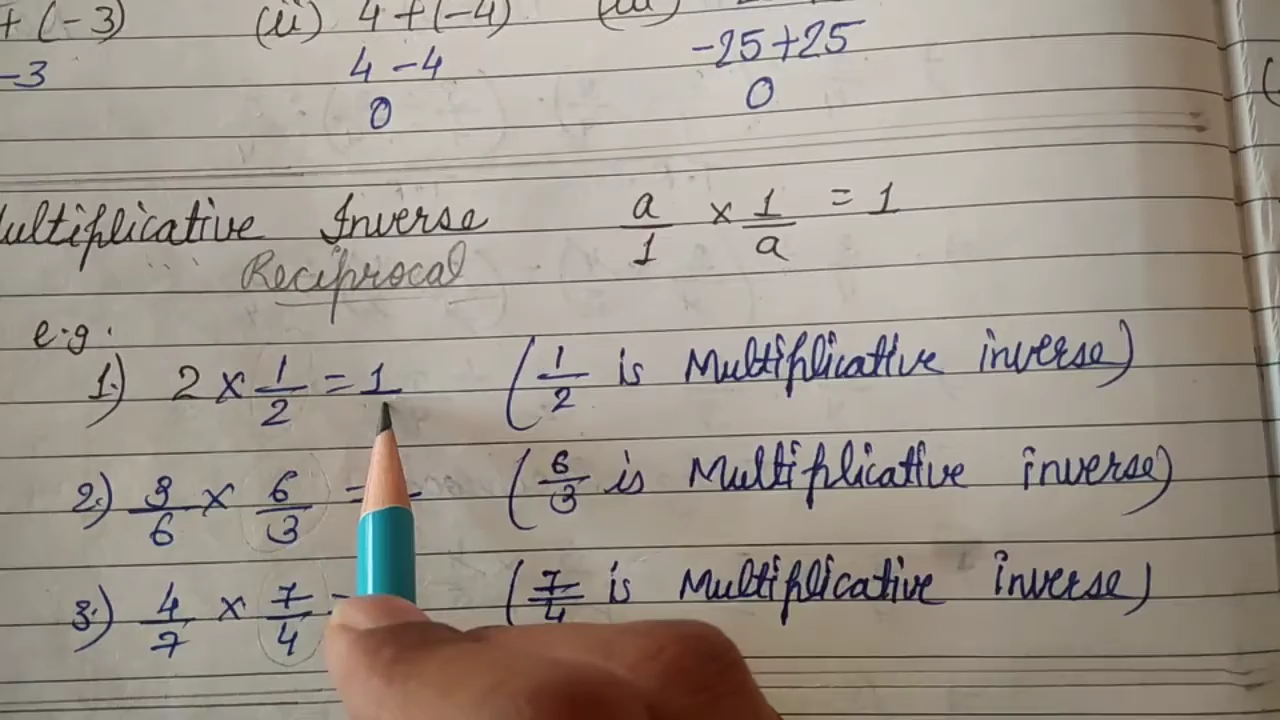 + (-3) (ii) 4 + (-4) (iii)
-3 4 - 4 -25+25
0 0
Multiplicative Inverse a/1 × 1/a = 1
Reciprocal
e.g.
1.) 2 × 1/2 = 1 (1/2 is Multiplicative inverse)
2.) 3/6 × 6/3 = (6/3 is Multiplicative inverse)
3.) 4/7 × 7/4 = (7/4 is Multiplicative inverse)